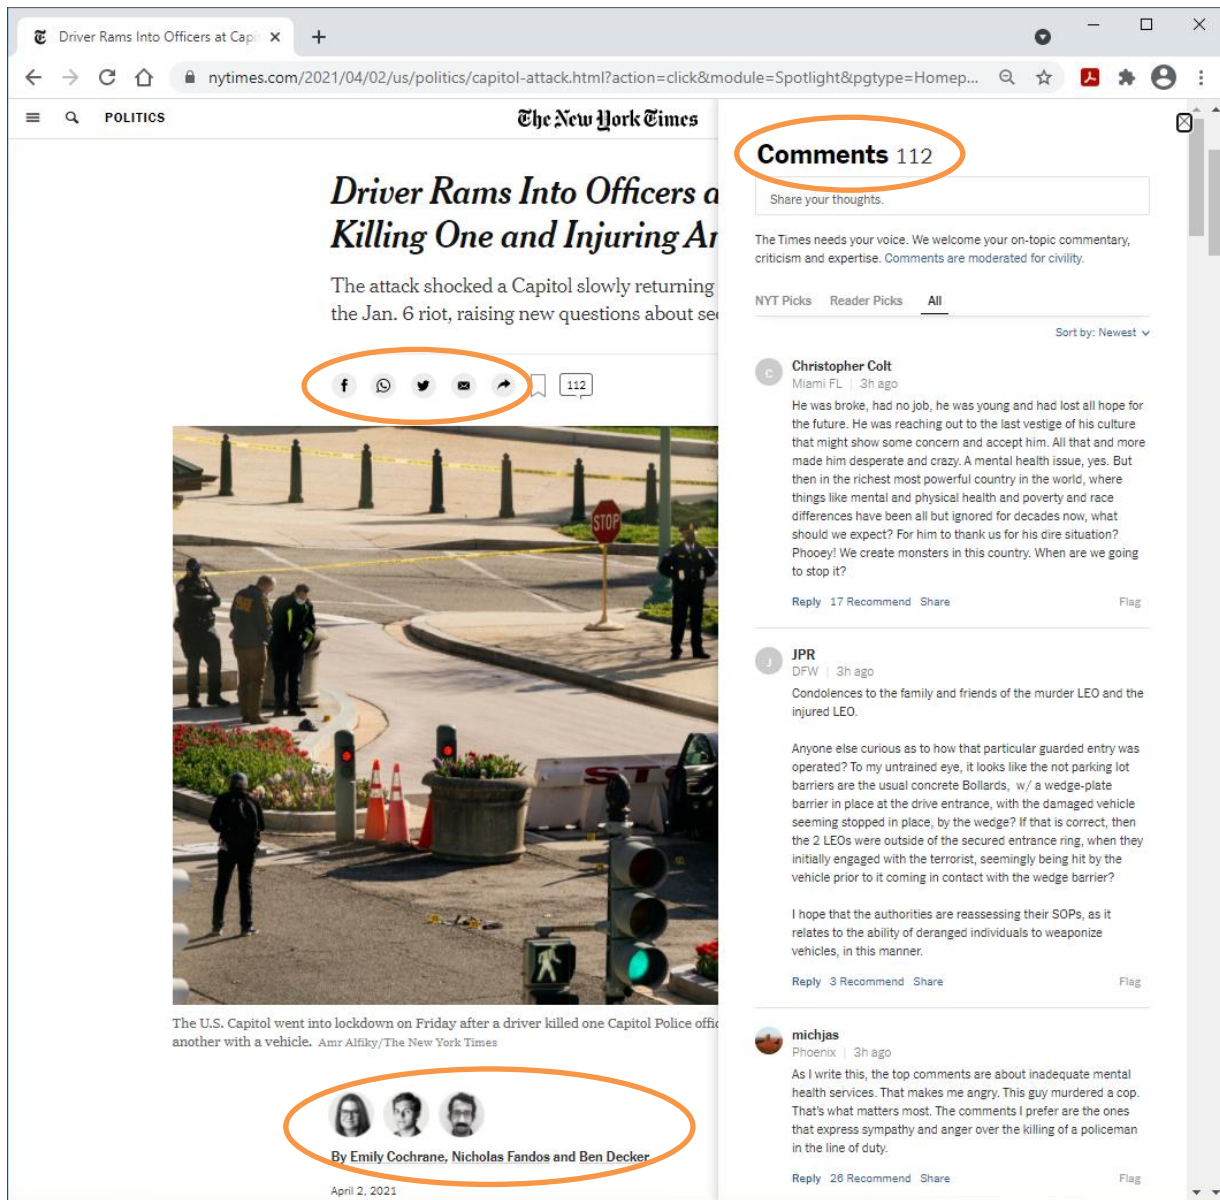 Driver Rams Into Officers at Cap
nytimes.com/2021/04/02/us/politics/capitol-attack.html?action=click&module=Spotlight&pgtype=Homep...
POLITICS
The New York Times
Driver Rams Into Officers a
Killing One and Injuring
The attack shocked a Capitol slowly returning
the Jan. 6 riot, raising new questions about se
112
STOP
ST
The U.S. Capitol went into lockdown on Friday after a driver killed one Capitol Police offic
another with a vehicle. Amr Alfiky/The New York Times
By Emily Cochrane, Nicholas Fandos and Ben Decker
April 2, 2021
Comments 112
Share your thoughts.
The Times needs your voice. We welcome your on-topic commentary,
criticism and expertise. Comments are moderated for civility.
NYT Picks Reader Picks All
Sort by: Newest
C
Christopher Colt
Miami FL | 3h ago
He was broke, had no job, he was young and had lost all hope for
the future. He was reaching out to the last vestige of his culture
that might show some concern and accept him. All that and more
made him desperate and crazy. A mental health issue, yes. But
then in the richest most powerful country in the world, where
things like mental and physical health and poverty and race
differences have been all but ignored for decades now, what
should we expect? For him to thank us for his dire situation?
Phooey! We create monsters in this country. When are we going
to stop it?
Reply 17 Recommend Share Flag
J
JPR
DFW | 3h ago
Condolences to the family and friends of the murder LEO and the
injured LEO.
Anyone else curious as to how that particular guarded entry was
operated? To my untrained eye, it looks like the not parking lot
barriers are the usual concrete Bollards, w/ a wedge-plate
barrier in place at the drive entrance, with the damaged vehicle
seeming stopped in place, by the wedge? If that is correct, then
the 2 LEOs were outside of the secured entrance ring, when they
initially engaged with the terrorist, seemingly being hit by the
vehicle prior to it coming in contact with the wedge barrier?
I hope that the authorities are reassessing their SOPs, as it
relates to the ability of deranged individuals to weaponize
vehicles, in this manner.
Reply 3 Recommend Share Flag
michjas
Phoenix | 3h ago
As I write this, the top comments are about inadequate mental
health services. That makes me angry. This guy murdered a cop.
That's what matters most. The comments I prefer are the ones
that express sympathy and anger over the killing of a policeman
in the line of duty.
Reply 26 Recommend Share Flag